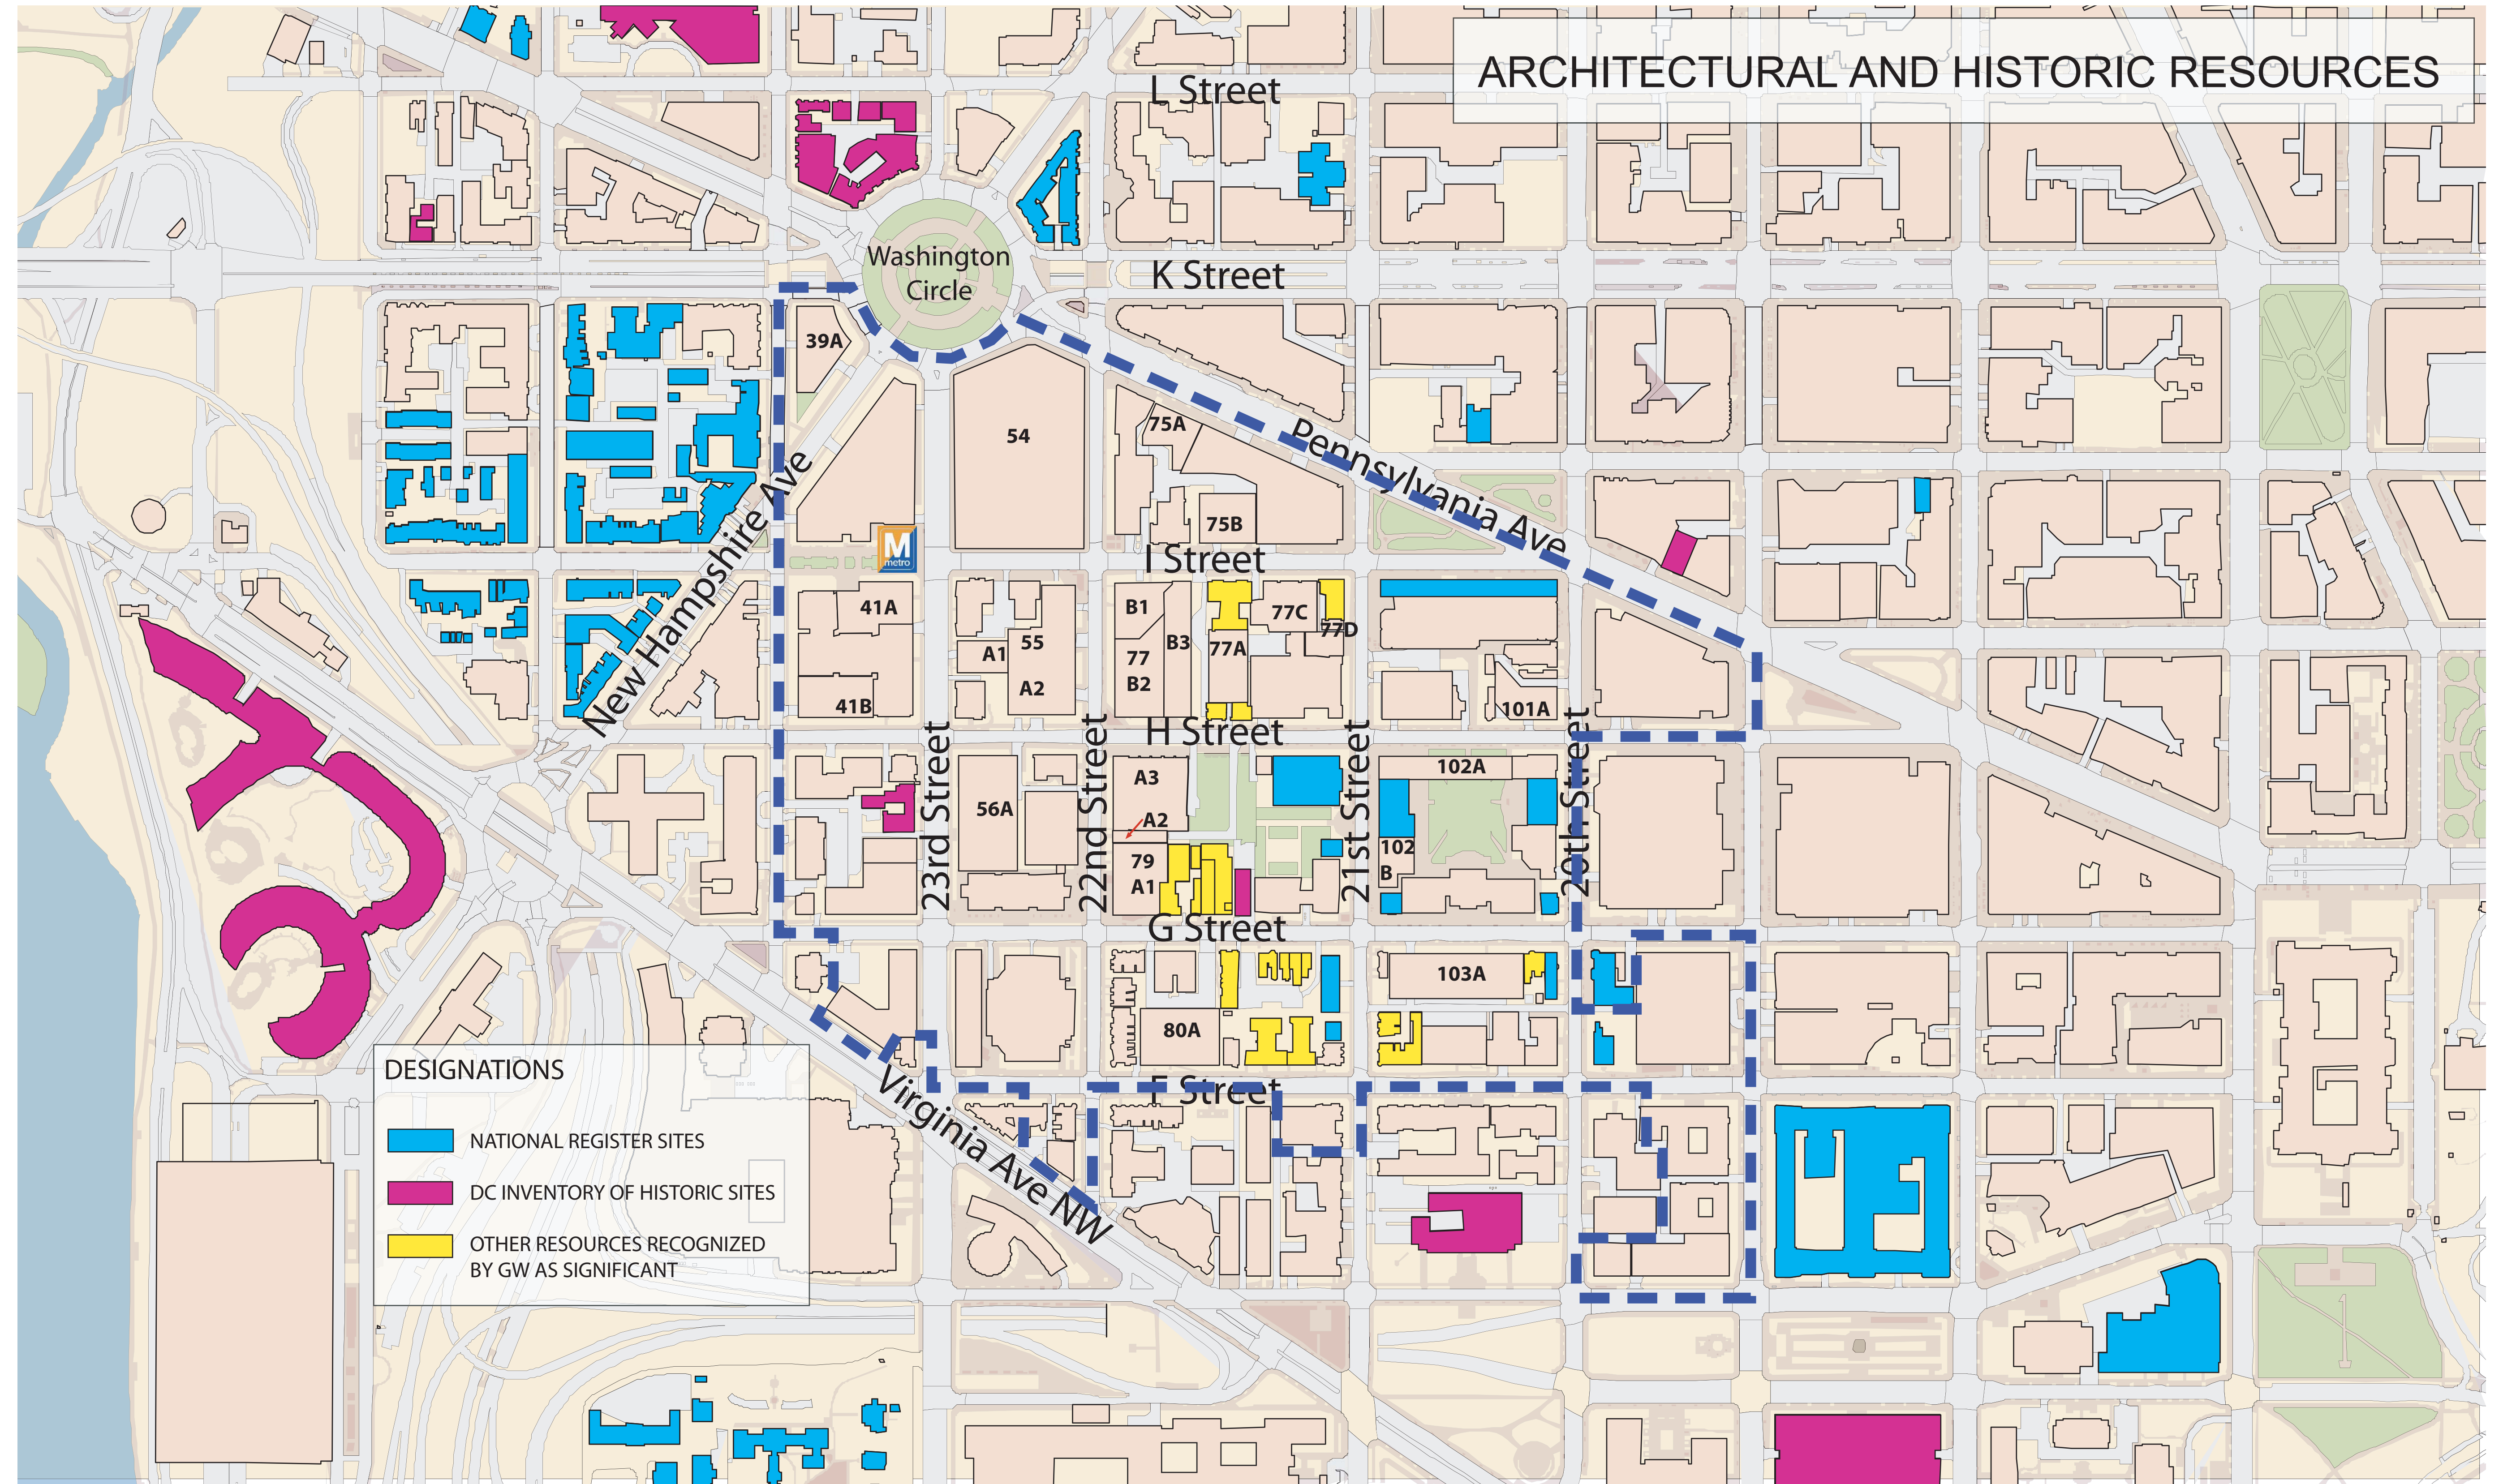 ARCHITECTURAL AND HISTORIC RESOURCES
L Street
Washington
Circle
K Street
39A
54
75A
Pennsylvania Ave
New Hampshire Ave
75B
M
metro
I Street
41A
55
A1
A2
41B
B1
B3
77
B2
77A
77C
77D
101A
H Street
23rd Street
22nd Street
21st Street
20th Street
56A
A3
A2
79
A1
102A
102
B
G Street
103A
80A
F Street
Virginia Ave NW
DESIGNATIONS
NATIONAL REGISTER SITES
DC INVENTORY OF HISTORIC SITES
OTHER RESOURCES RECOGNIZED
BY GW AS SIGNIFICANT